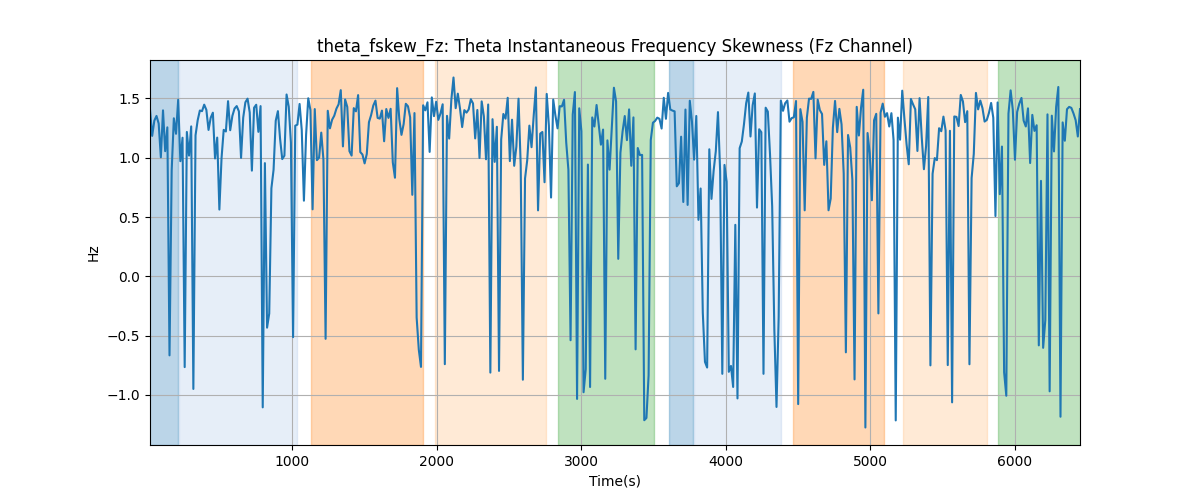 theta_fskew_Fz: Theta Instantaneous Frequency Skewness (Fz Channel)
1.5
1.0
0.5
0.0
−0.5
−1.0
Hz
1000 2000 3000 4000 5000 6000
Time(s)